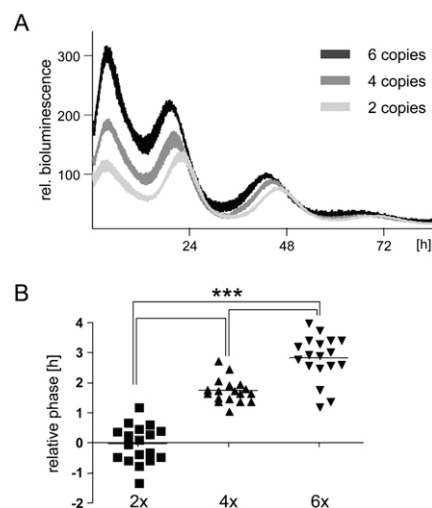 A
rel. bioluminescence
300
200
100
6 copies
4 copies
2 copies
24
48
72
[h]
B
***
relative phase [h]
4
3
2
1
0
-1
-2
2x
4x
6x